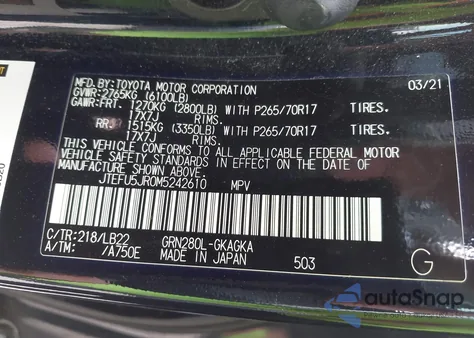 MFD.BY:TOYOTA MOTOR CORPORATION 03/21
GVWR:2765KG (6100LB)
GAWR:FRT. 1270KG (2800LB) WITH P265/70R17 TIRES.
17X7J RIMS.
RR. 1515KG (3350LB) WITH P265/70R17 TIRES.
17X7J RIMS.
THIS VEHICLE CONFORMS TO ALL APPLICABLE FEDERAL MOTOR
VEHICLE SAFETY STANDARDS IN EFFECT ON THE DATE OF
MANUFACTURE SHOWN ABOVE.
JTEFU5JR0M5242610 MPV
C/TR:218/LB22 GRN280L-GKAGKA
A/TM: /A750E MADE IN JAPAN 503 G
autoSnap